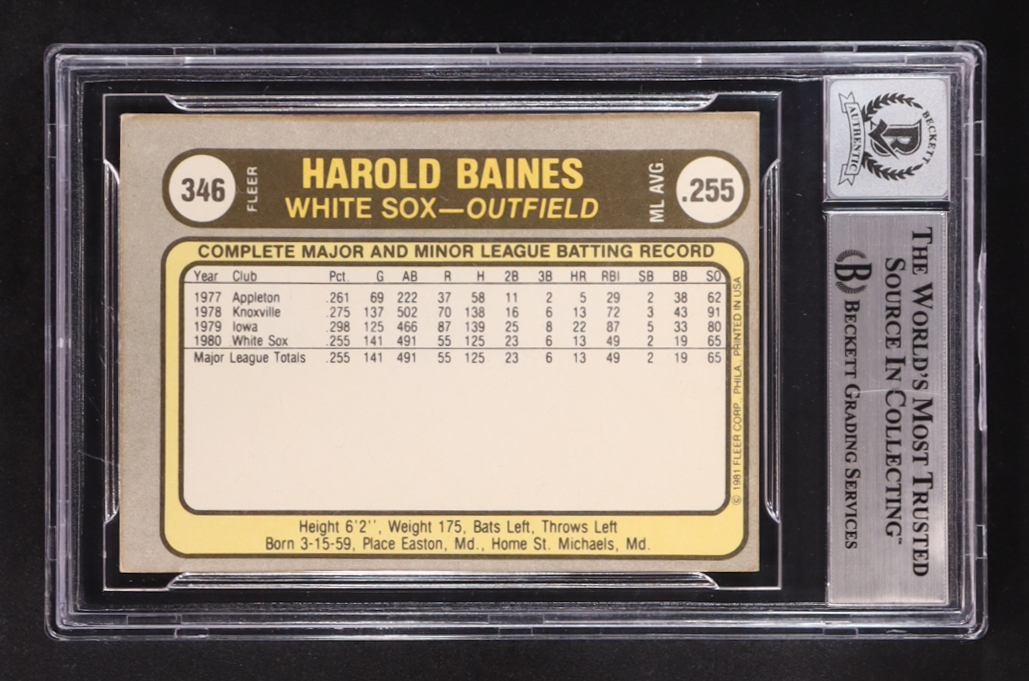 346
FLEER
HAROLD BAINES
WHITE SOX—OUTFIELD
ML AVG.
.255
COMPLETE MAJOR AND MINOR LEAGUE BATTING RECORD
Year Club Pct. G AB R H 2B 3B HR RBI SB BB SO
1977 Appleton .261 69 222 37 58 11 2 5 29 2 38 62
1978 Knoxville .275 137 502 70 138 16 6 13 72 3 43 91
1979 Iowa .298 125 466 87 139 25 8 22 87 5 33 80
1980 White Sox .255 141 491 55 125 23 6 13 49 2 19 65
Major League Totals .255 141 491 55 125 23 6 13 49 2 19 65
© 1981 FLEER CORP., PHILA., PRINTED IN USA
Height 6'2'', Weight 175, Bats Left, Throws Left
Born 3-15-59, Place Easton, Md., Home St. Michaels, Md.
BECKETT
AUTHENTIC
B
THE WORLD'S MOST TRUSTED
SOURCE IN COLLECTING™
B BECKETT GRADING SERVICES